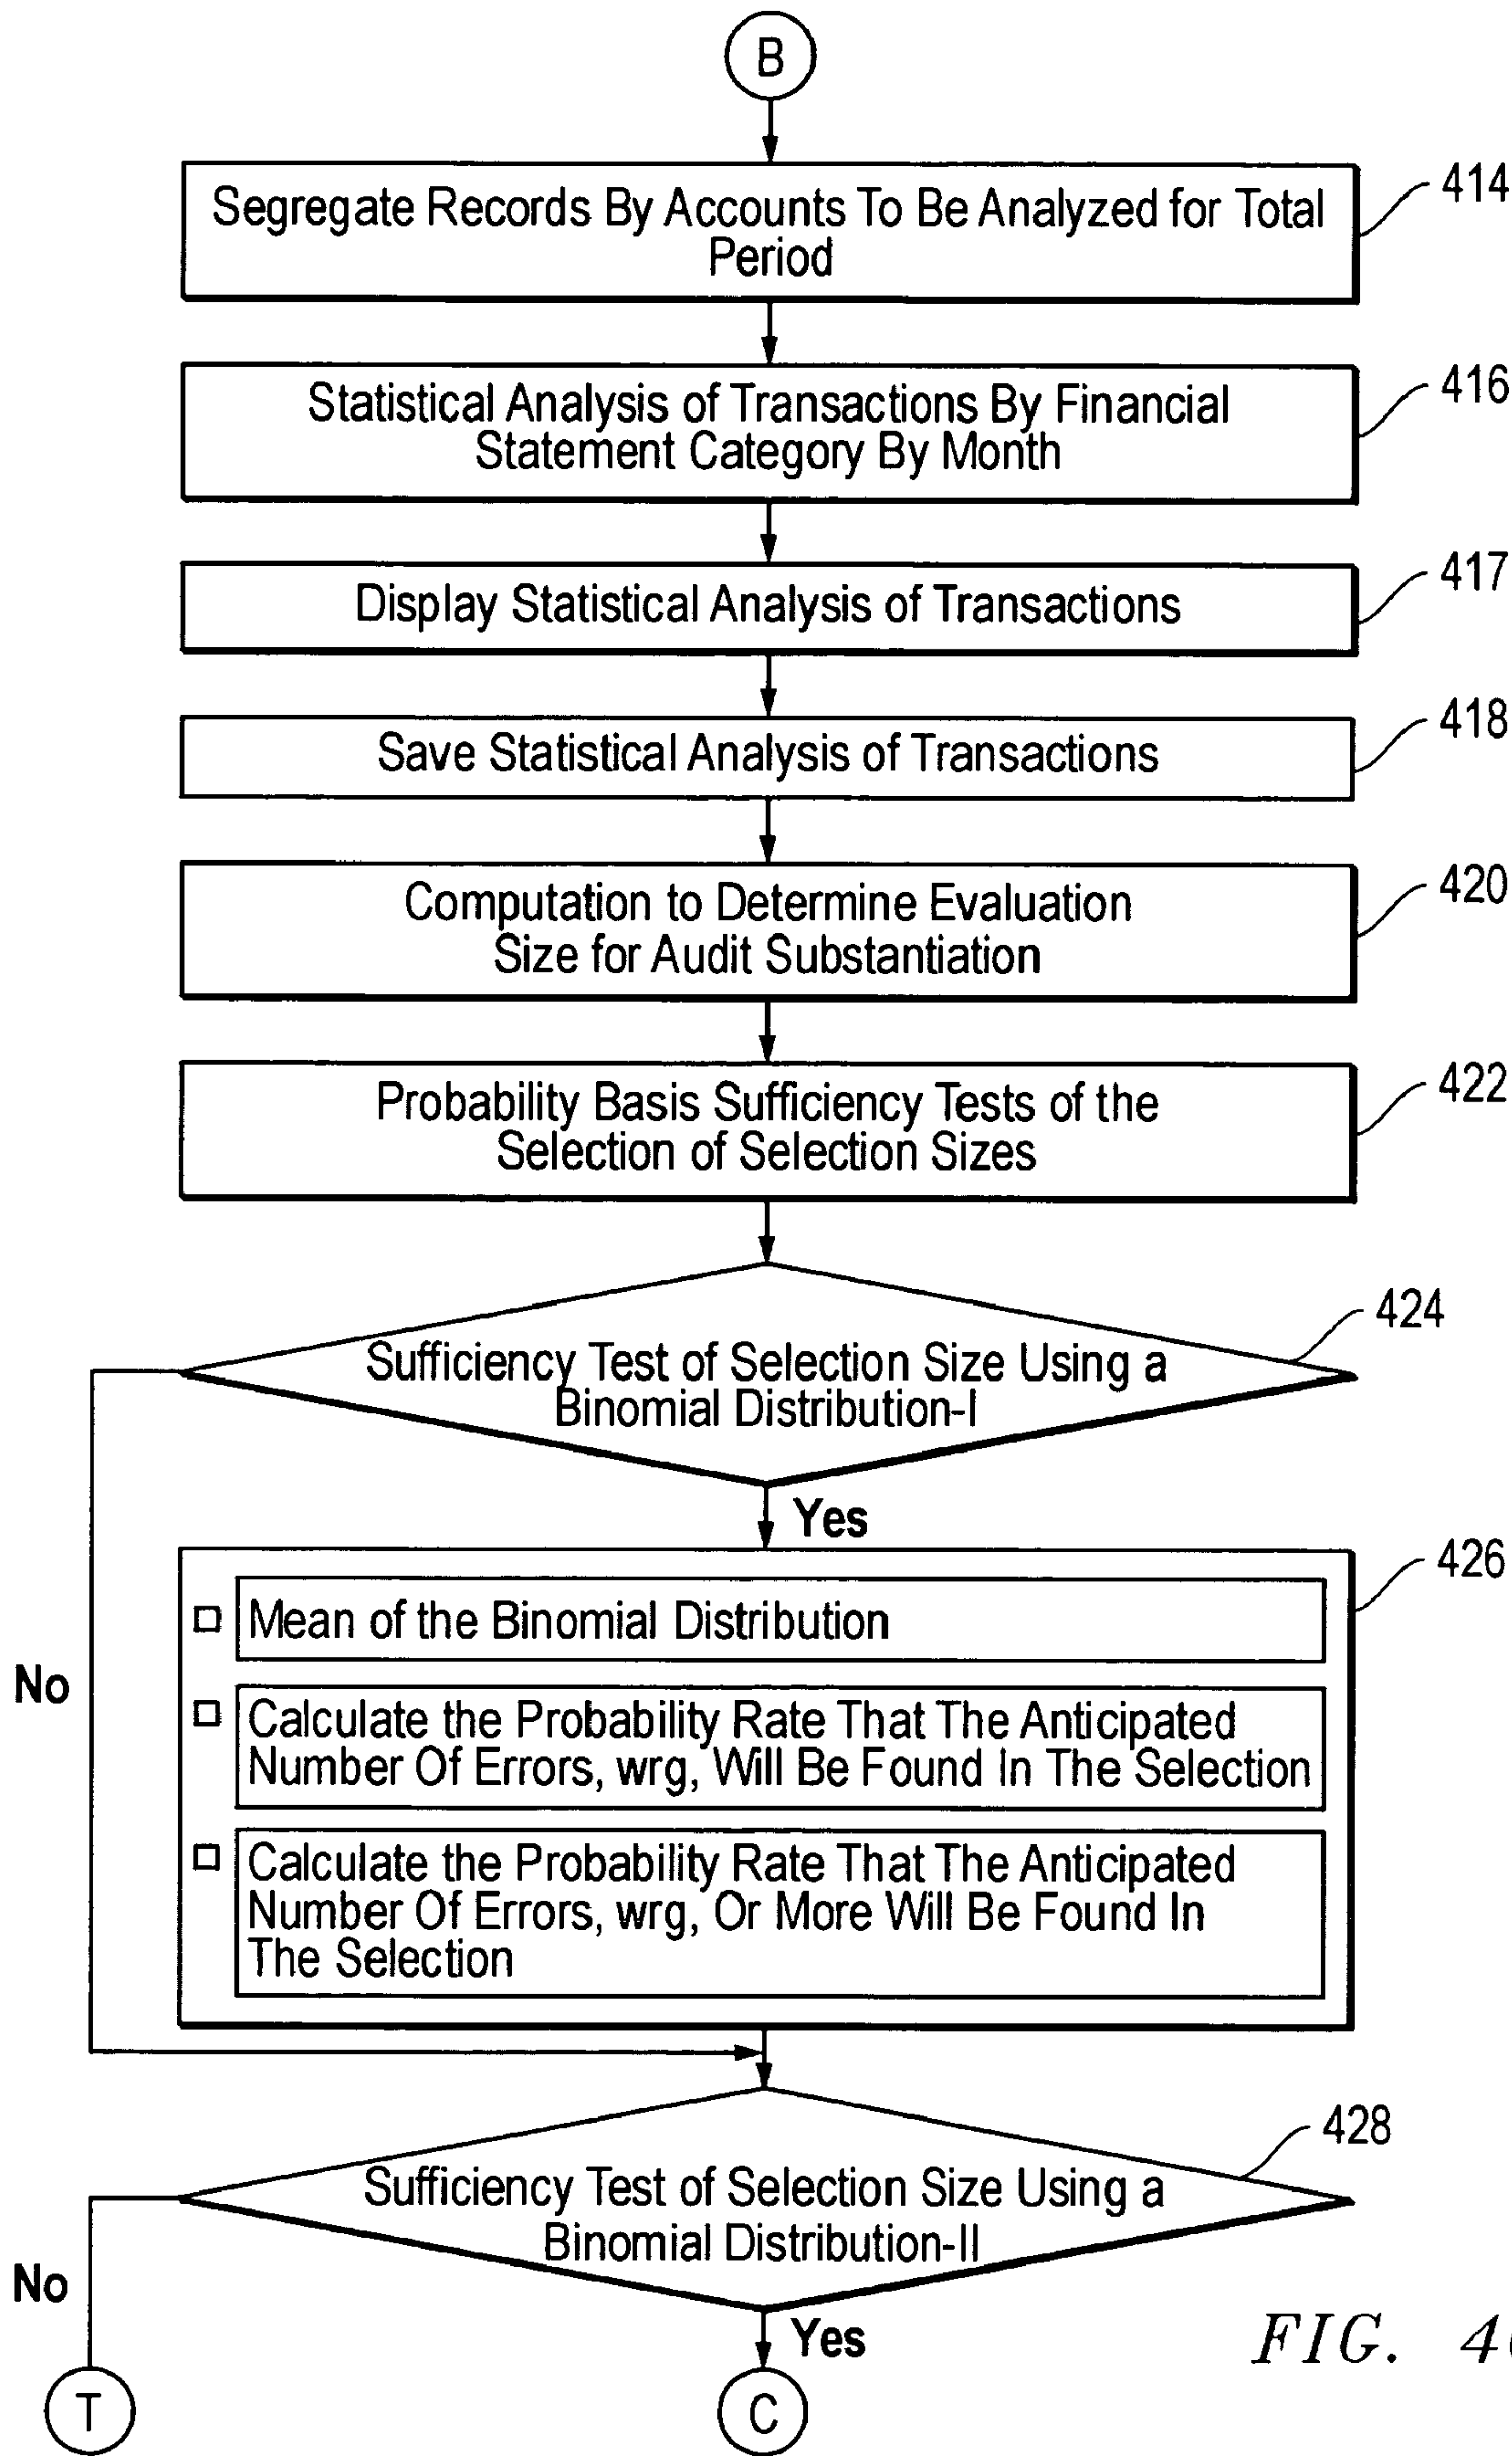 B
Segregate Records By Accounts To Be Analyzed for Total
Period
414
Statistical Analysis of Transactions By Financial
Statement Category By Month
416
Display Statistical Analysis of Transactions
417
Save Statistical Analysis of Transactions
418
Computation to Determine Evaluation
Size for Audit Substantiation
420
Probability Basis Sufficiency Tests of the
Selection of Selection Sizes
422
Sufficiency Test of Selection Size Using a
Binomial Distribution-I
424
Yes
No
426
Mean of the Binomial Distribution
Calculate the Probability Rate That The Anticipated
Number Of Errors, wrg, Will Be Found In The Selection
Calculate the Probability Rate That The Anticipated
Number Of Errors, wrg, Or More Will Be Found In
The Selection
Sufficiency Test of Selection Size Using a
Binomial Distribution-II
428
No
Yes
T
C
FIG.